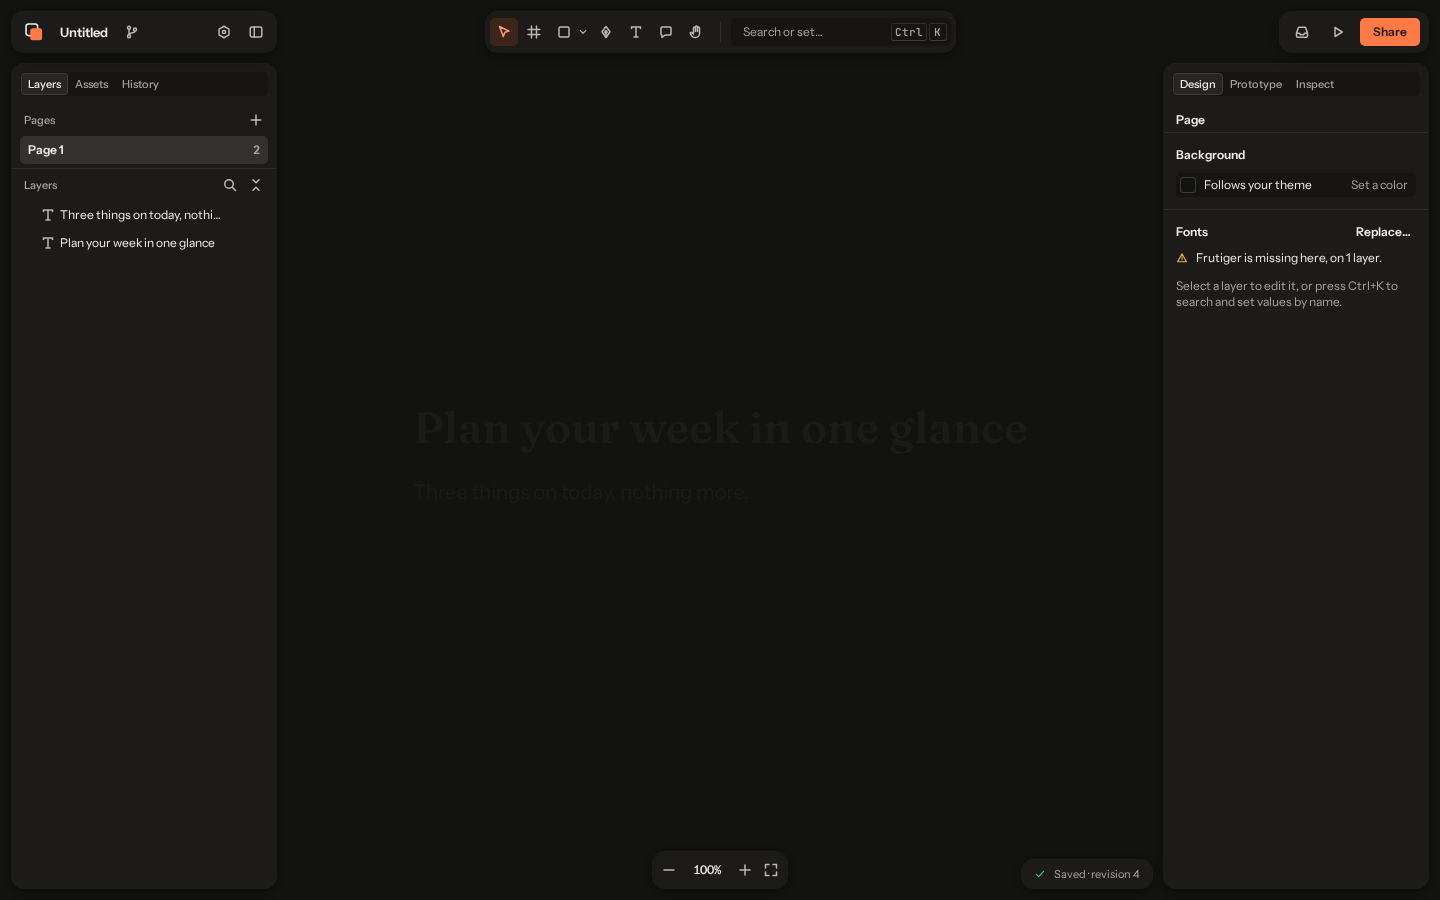 Untitled
Search or set...
Ctrl K
Share
Layers Assets History
Design Prototype Inspect
Pages
Page 1 2
Layers
Three things on today, nothi...
Plan your week in one glance
Page
Background
Follows your theme Set a color
Fonts Replace...
Frutiger is missing here, on 1 layer.
Select a layer to edit it, or press Ctrl+K to
search and set values by name.
Plan your week in one glance
Three things on today, nothing more.
100%
Saved · revision 4